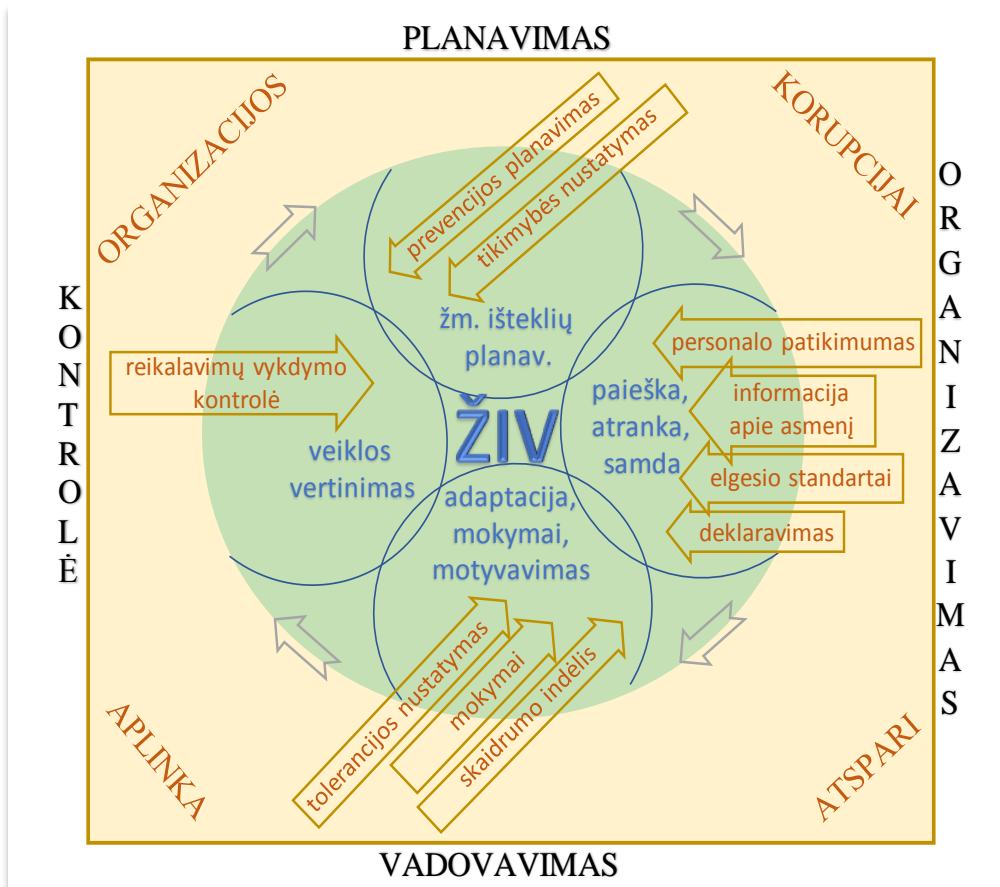 PLANAVIMAS
ORGANIZACIJOS
KORUPCIJAI
prevencijos planavimas
tikimybės nustatymas
ORGANIZAVIMAS
KONTROLĖ
žm. išteklių
planav.
personalo patikimumas
reikalavimų vykdymo
kontrolė
paieška,
atranka,
samda
informacija
apie asmenį
ŽIV
veiklos
vertinimas
elgesio standartai
adaptacija,
mokymai,
motyvavimas
deklaravimas
tolerancijos nustatymas
mokymai
skaidrumo indėlis
APLINKA
ATSPARI
VADOVAVIMAS